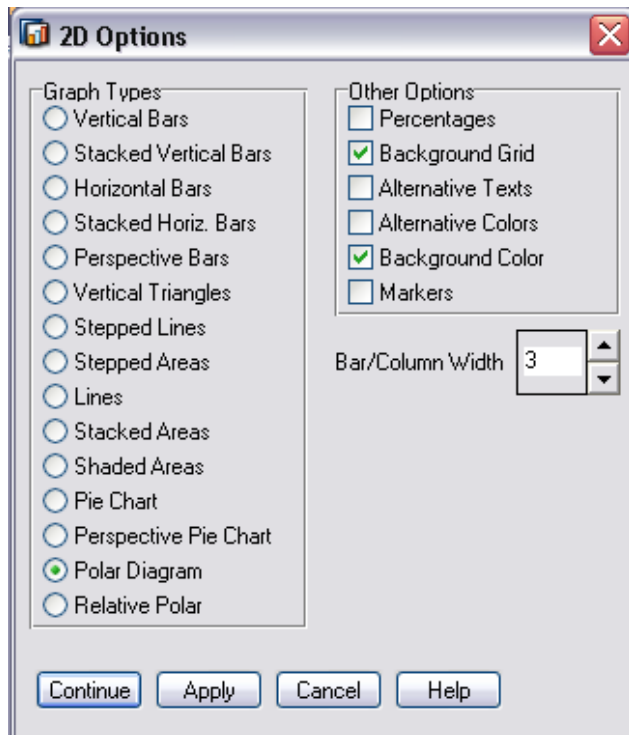 2D Options
Graph Types
Vertical Bars
Stacked Vertical Bars
Horizontal Bars
Stacked Horiz. Bars
Perspective Bars
Vertical Triangles
Stepped Lines
Stepped Areas
Lines
Stacked Areas
Shaded Areas
Pie Chart
Perspective Pie Chart
Polar Diagram
Relative Polar
Other Options
Percentages
Background Grid
Alternative Texts
Alternative Colors
Background Color
Markers
Bar/Column Width 3
Continue Apply Cancel Help